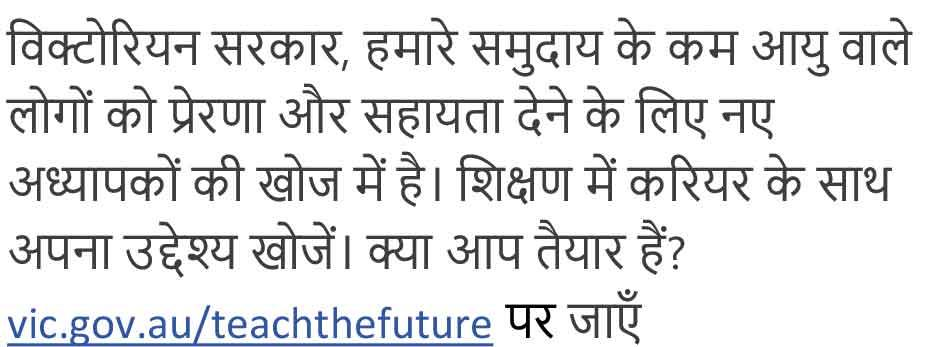 विक्टोरियन सरकार, हमारे समुदाय के कम आयु वाले
लोगों को प्रेरणा और सहायता देने के लिए नए
अध्यापकों की खोज में है। शिक्षण में करियर के साथ
अपना उद्देश्य खोजें। क्या आप तैयार हैं?
vic.gov.au/teachthefuture पर जाएँ